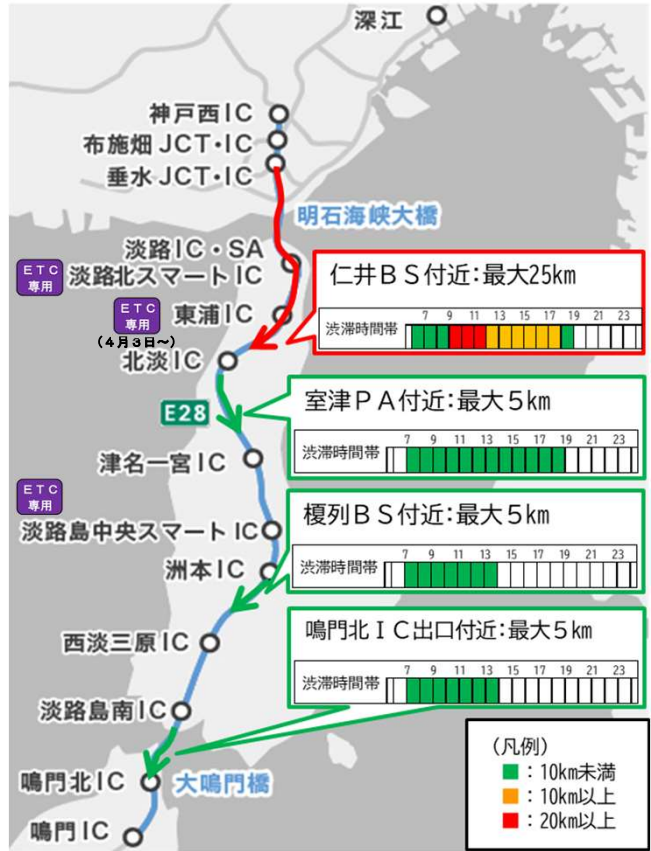 深江
神戸西IC
布施畑JCT・IC
垂水JCT・IC
明石海峡大橋
淡路IC・SA
ETC
専用
淡路北スマートIC
ETC
専用
(4月3日～)
東浦IC
北淡IC
E28
津名一宮IC
ETC
専用
淡路島中央スマートIC
洲本IC
西淡三原IC
淡路島南IC
鳴門北IC
大鳴門橋
鳴門IC
仁井BS付近：最大25km
7 9 11 13 15 17 19 21 23
渋滞時間帯
室津PA付近：最大5km
7 9 11 13 15 17 19 21 23
渋滞時間帯
榎列BS付近：最大5km
7 9 11 13 15 17 19 21 23
渋滞時間帯
鳴門北IC出口付近：最大5km
7 9 11 13 15 17 19 21 23
渋滞時間帯
(凡例)
■：10km未満
■：10km以上
■：20km以上